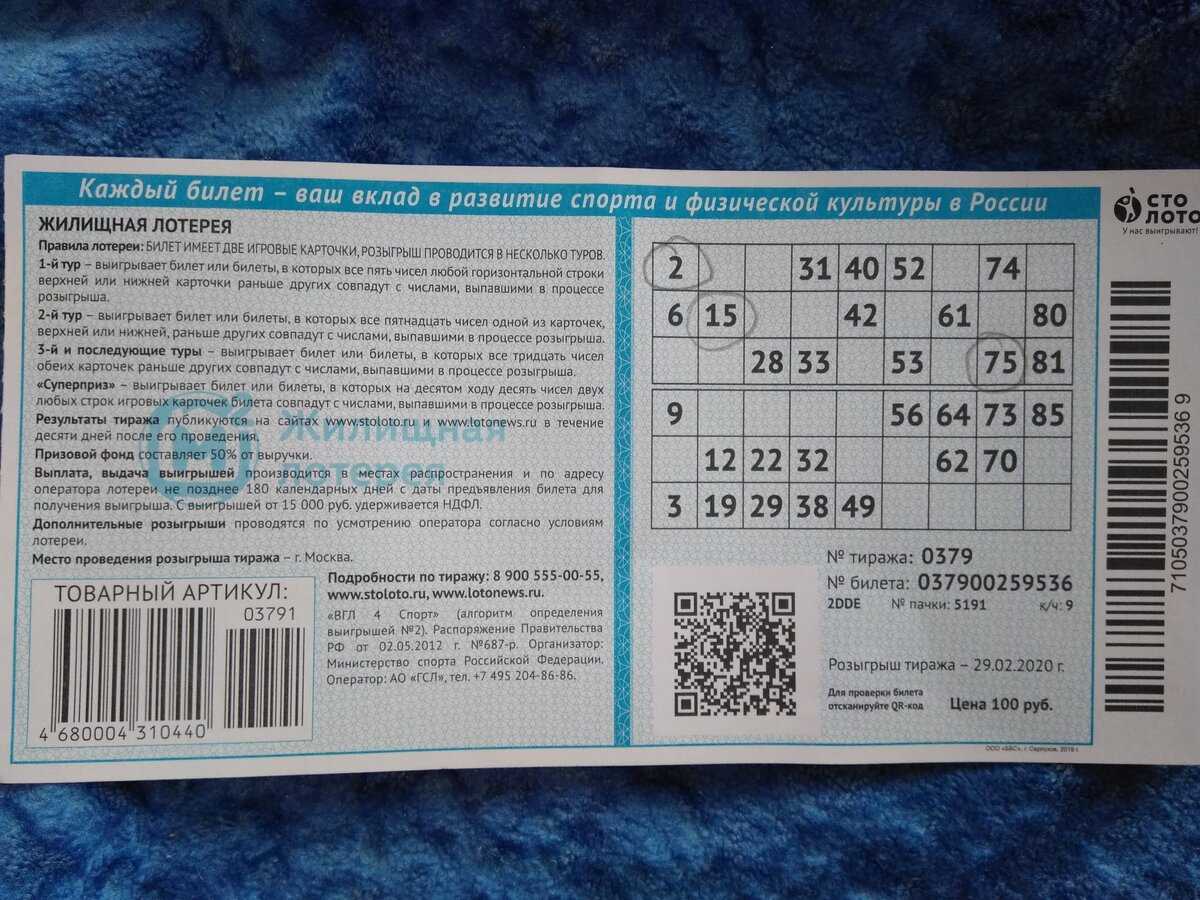 Каждый билет – ваш вклад в развитие спорта и физической культуры в России
ЖИЛИЩНАЯ ЛОТЕРЕЯ
Правила лотереи: БИЛЕТ ИМЕЕТ ДВЕ ИГРОВЫЕ КАРТОЧКИ, РОЗЫГРЫШ ПРОВОДИТСЯ В НЕСКОЛЬКО ТУРОВ.
1-й тур – выигрывает билет или билеты, в которых все пять чисел любой горизонтальной строки
верхней или нижней карточки раньше других совпадут с числами, выпавшими в процессе
розыгрыша.
2-й тур – выигрывает билет или билеты, в которых все пятнадцать чисел одной из карточек,
верхней или нижней, раньше других совпадут с числами, выпавшими в процессе розыгрыша.
3-й и последующие туры – выигрывает билет или билеты, в которых все тридцать чисел
обеих карточек раньше других совпадут с числами, выпавшими в процессе розыгрыша.
«Суперприз» – выигрывает билет или билеты, в которых на десятом ходу десять чисел двух
любых строк игровых карточек билета совпадут с числами, выпавшими в процессе розыгрыша.
Результаты тиража публикуются на сайтах www.stoloto.ru и www.lotonews.ru в течение
десяти дней после его проведения.
Призовой фонд составляет 50% от выручки.
Выплата, выдача выигрышей производится в местах распространения и по адресу
оператора лотереи не позднее 180 календарных дней с даты предъявления билета для
получения выигрыша. С выигрышей от 15 000 руб. удерживается НДФЛ.
Дополнительные розыгрыши проводятся по усмотрению оператора согласно условиям
лотереи.
Место проведения розыгрыша тиража – г. Москва.
Жилищная
лотерея
ТОВАРНЫЙ АРТИКУЛ:
03791
4 680004 310440
Подробности по тиражу: 8 900 555-00-55,
www.stoloto.ru, www.lotonews.ru.
«ВГЛ 4 Спорт» (алгоритм определения
выигрышей №2). Распоряжение Правительства
РФ от 02.05.2012 г. №687-р. Организатор:
Министерство спорта Российской Федерации.
Оператор: АО «ГСЛ», тел. +7 495 204-86-86.
2 31 40 52 74
6 15 42 61 80
28 33 53 75 81
9 56 64 73 85
12 22 32 62 70
3 19 29 38 49
№ тиража: 0379
№ билета: 037900259536
2DDE № пачки: 5191 к/ч: 9
Розыгрыш тиража – 29.02.2020 г.
Для проверки билета
отсканируйте QR-код
Цена 100 руб.
ООО «БВС», г. Серпухов, 2019 г.
СТО
ЛОТО
У нас выигрывают!
71050379002595369